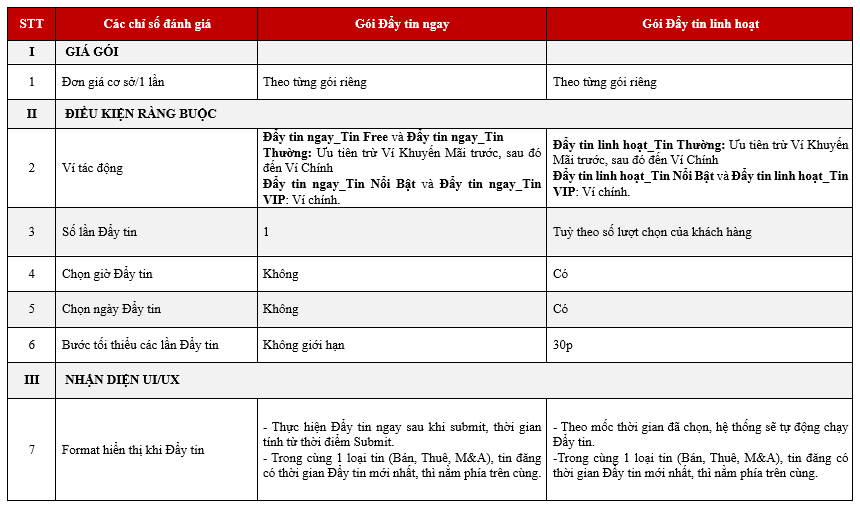 STT Các chỉ số đánh giá Gói Đẩy tin ngay Gói Đẩy tin linh hoạt
I GIÁ GÓI
1 Đơn giá cơ sở/1 lần Theo từng gói riêng Theo từng gói riêng
II ĐIỀU KIỆN RÀNG BUỘC
2 Ví tác động
Đẩy tin ngay_Tin Free và Đẩy tin ngay_Tin
Thường: Ưu tiên trừ Ví Khuyến Mãi trước, sau đó
đến Ví Chính
Đẩy tin ngay_Tin Nổi Bật và Đẩy tin ngay_Tin
VIP: Ví chính.
Đẩy tin linh hoạt_Tin Thường: Ưu tiên trừ Ví Khuyến
Mãi trước, sau đó đến Ví Chính
Đẩy tin linh hoạt_Tin Nổi Bật và Đẩy tin linh hoạt_Tin
VIP: Ví chính.
3 Số lần Đẩy tin 1 Tuỳ theo số lượt chọn của khách hàng
4 Chọn giờ Đẩy tin Không Có
5 Chọn ngày Đẩy tin Không Có
6 Bước tối thiểu các lần Đẩy tin Không giới hạn 30p
III NHẬN DIỆN UI/UX
7 Format hiển thị khi Đẩy tin
- Thực hiện Đẩy tin ngay sau khi submit, thời gian
tính từ thời điểm Submit.
- Trong cùng 1 loại tin (Bán, Thuê, M&A), tin đăng
có thời gian Đẩy tin mới nhất, thì nằm phía trên cùng.
- Theo mốc thời gian đã chọn, hệ thống sẽ tự động chạy
Đẩy tin.
-Trong cùng 1 loại tin (Bán, Thuê, M&A), tin đăng có
thời gian Đẩy tin mới nhất, thì nằm phía trên cùng.